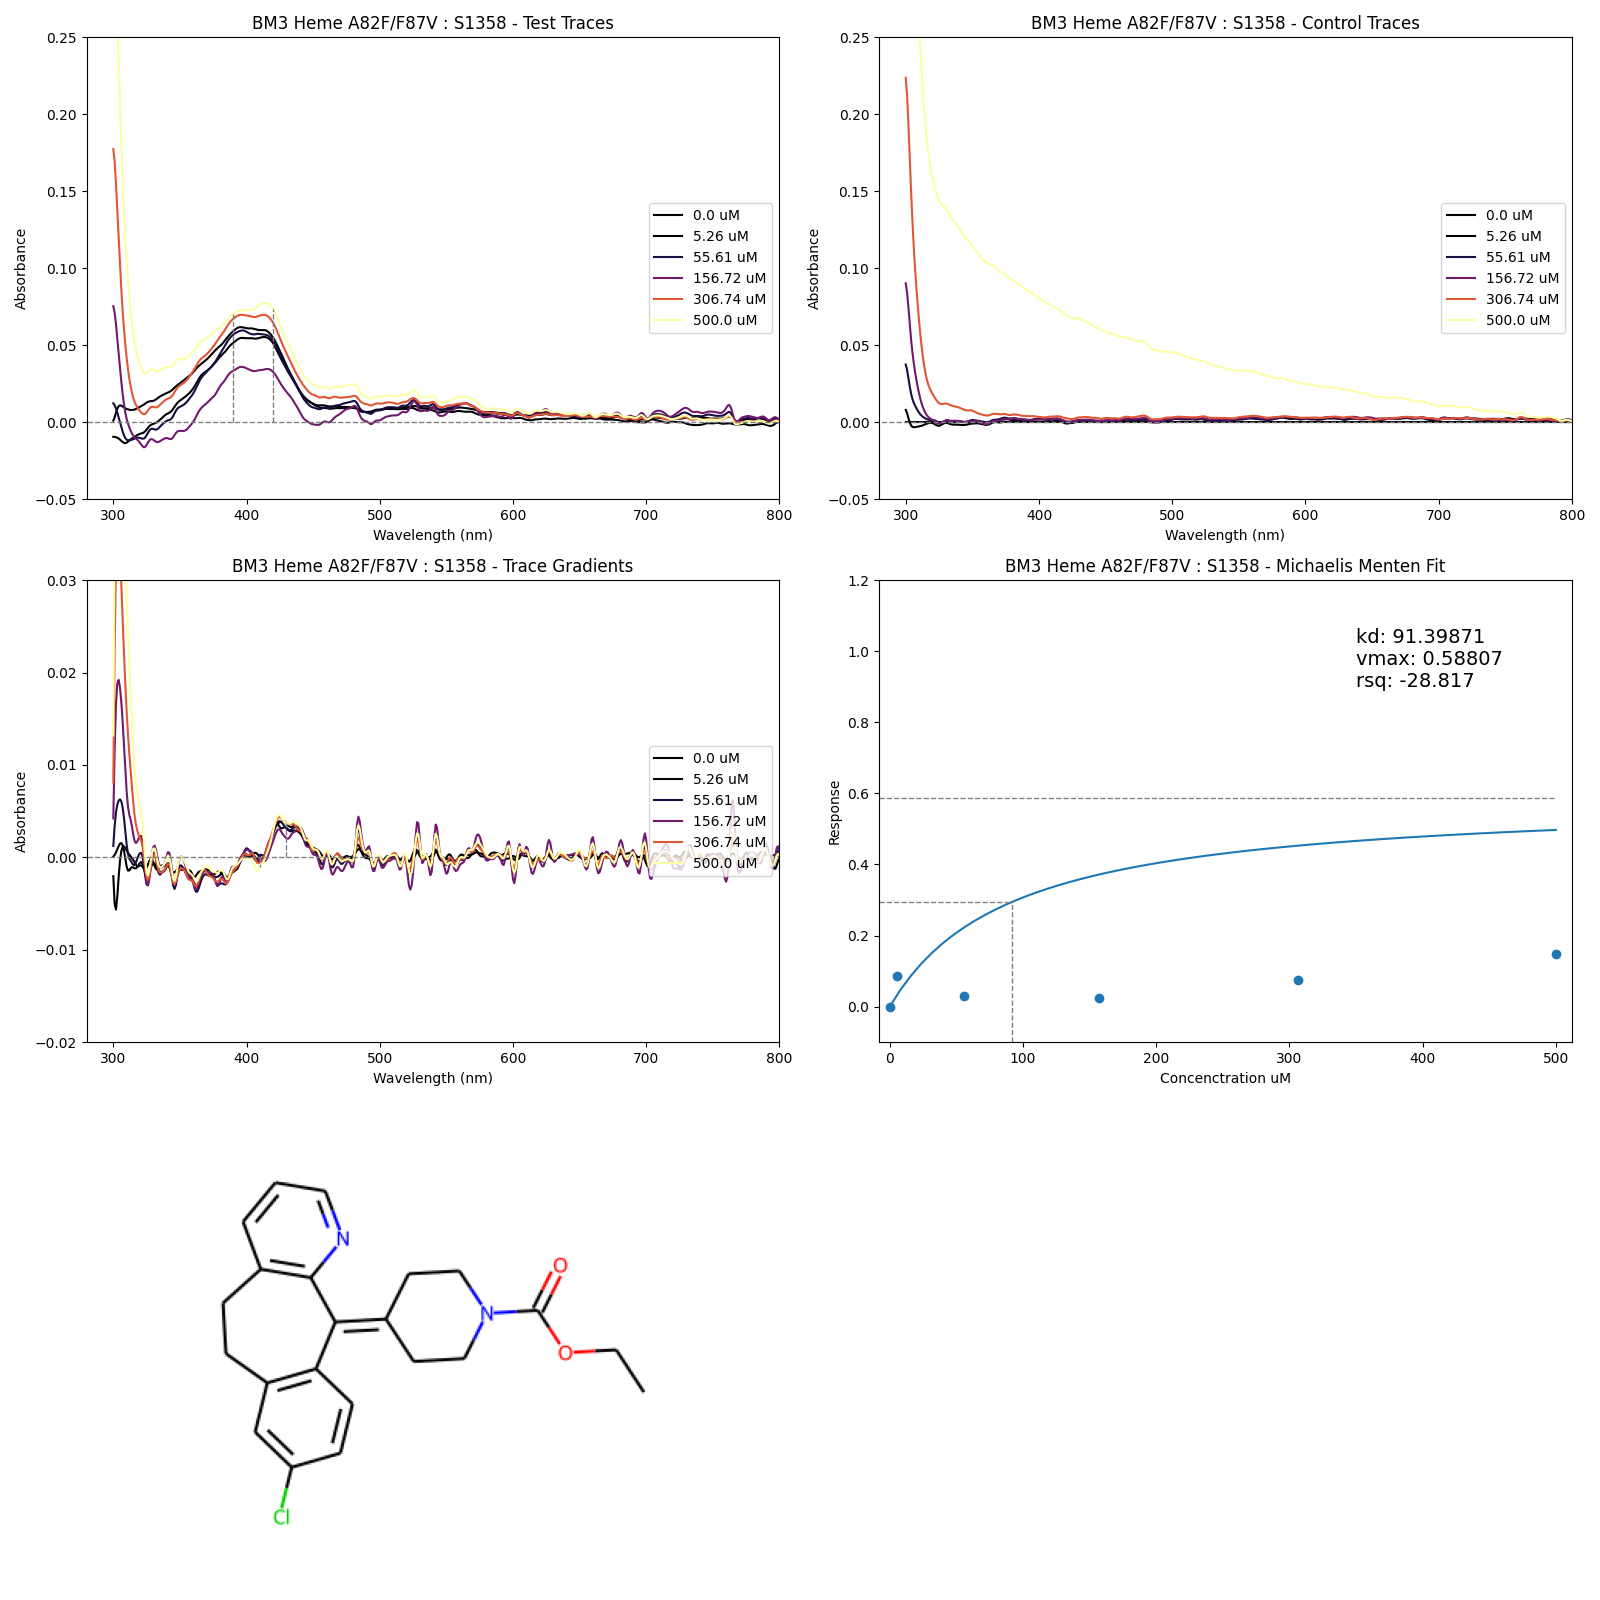 BM3 Heme A82F/F87V : S1358 - Test Traces
0.25
0.20
0.15
0.10
0.05
0.00
−0.05
Absorbance
0.0 uM
5.26 uM
55.61 uM
156.72 uM
306.74 uM
500.0 uM
300 400 500 600 700 800
Wavelength (nm)
BM3 Heme A82F/F87V : S1358 - Control Traces
0.25
0.20
0.15
0.10
0.05
0.00
−0.05
Absorbance
0.0 uM
5.26 uM
55.61 uM
156.72 uM
306.74 uM
500.0 uM
300 400 500 600 700 800
Wavelength (nm)
BM3 Heme A82F/F87V : S1358 - Trace Gradients
0.03
0.02
0.01
0.00
−0.01
−0.02
Absorbance
0.0 uM
5.26 uM
55.61 uM
156.72 uM
306.74 uM
500.0 uM
300 400 500 600 700 800
Wavelength (nm)
BM3 Heme A82F/F87V : S1358 - Michaelis Menten Fit
1.2
1.0
0.8
0.6
0.4
0.2
0.0
Response
kd: 91.39871
vmax: 0.58807
rsq: -28.817
0 100 200 300 400 500
Concenctration uM
N
O
N
O
Cl